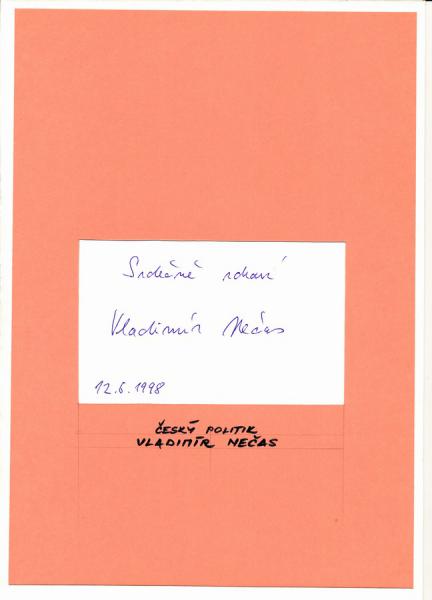 Srdečně zdraví
Vladimír Nečas
12.6.1998
ČESKÝ POLITIK
VLADIMÍR NEČAS